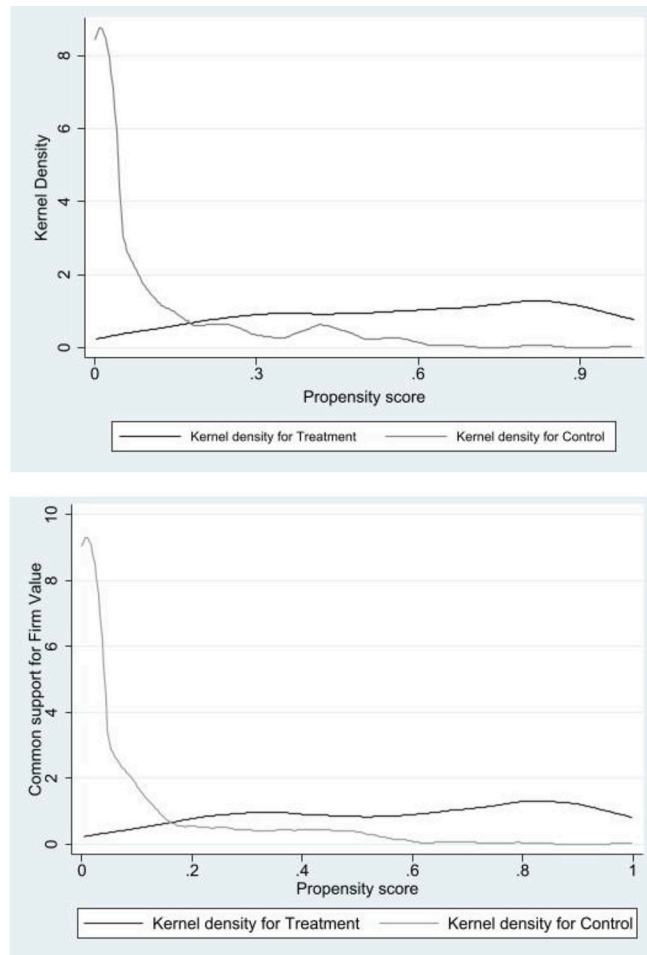 Kernel Density
8
6
4
2
0
0 .3 .6 .9
Propensity score
Kernel density for Treatment Kernel density for Control
Common support for Firm Value
10
8
6
4
2
0
0 .2 .4 .6 .8 1
Propensity score
Kernel density for Treatment Kernel density for Control